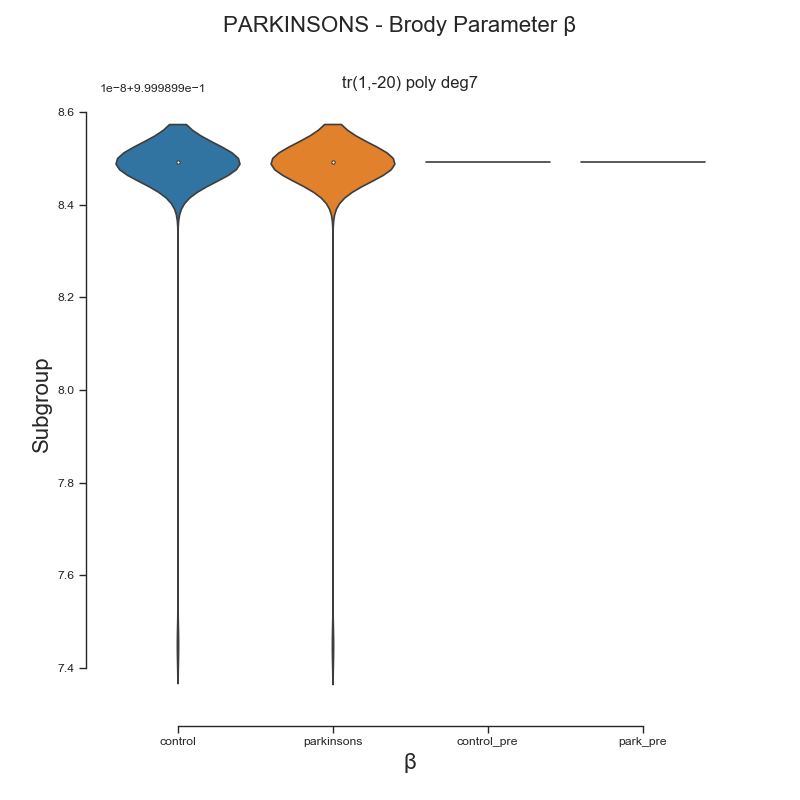 PARKINSONS - Brody Parameter β
tr(1,-20) poly deg7
1e−8+9.999899e−1
8.6
8.4
8.2
8.0
7.8
7.6
7.4
Subgroup
control
parkinsons
control_pre
park_pre
β